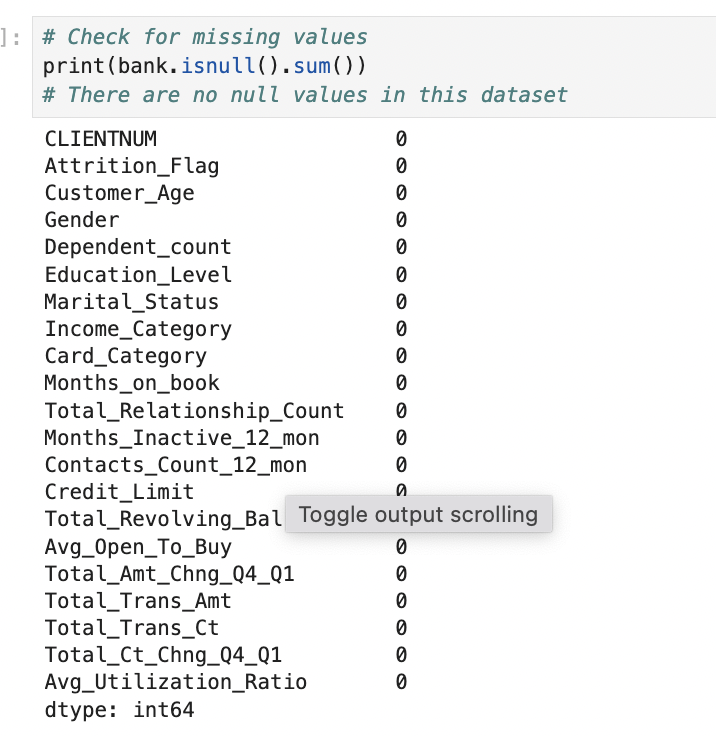 ]:
# Check for missing values
print(bank.isnull().sum())
# There are no null values in this dataset
CLIENTNUM 0
Attrition_Flag 0
Customer_Age 0
Gender 0
Dependent_count 0
Education_Level 0
Marital_Status 0
Income_Category 0
Card_Category 0
Months_on_book 0
Total_Relationship_Count 0
Months_Inactive_12_mon 0
Contacts_Count_12_mon 0
Credit_Limit 0
Total_Revolving_Bal
Toggle output scrolling
Avg_Open_To_Buy 0
Total_Amt_Chng_Q4_Q1 0
Total_Trans_Amt 0
Total_Trans_Ct 0
Total_Ct_Chng_Q4_Q1 0
Avg_Utilization_Ratio 0
dtype: int64